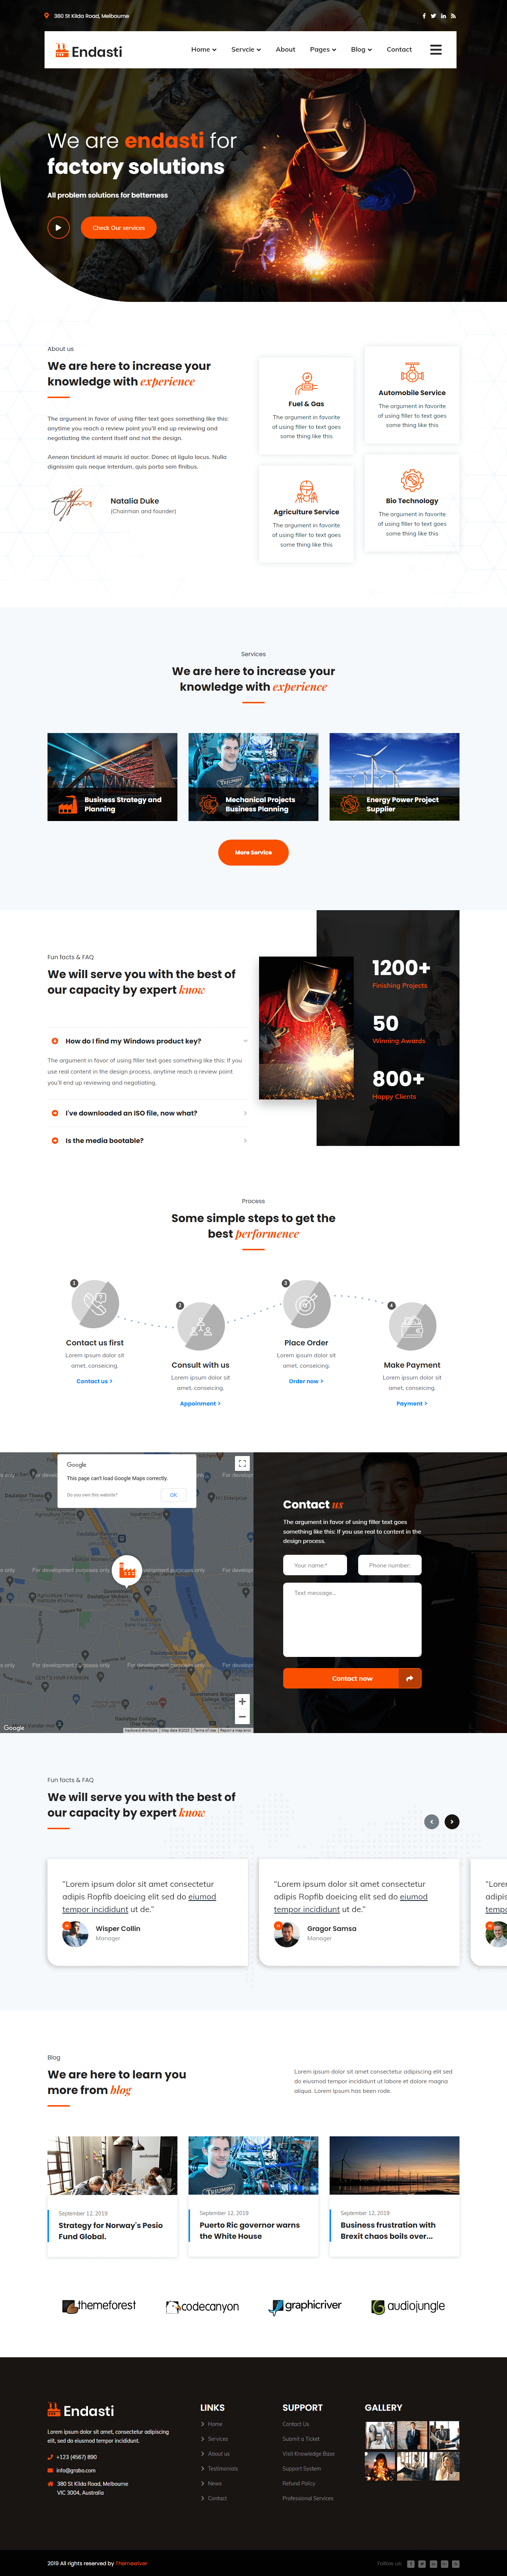 380 St Kilda Road, Melbourne
Endasti
Home Servcie About Pages Blog Contact
We are endasti for
factory solutions
All problem solutions for betterness
Check Our services
About us
We are here to increase your
knowledge with experience
The argument in favor of using filler text goes something like this:
anytime you reach a review point you'll end up reviewing and
negotiating the content itself and not the design.
Aenean tincidunt id mauris id auctor. Donec at ligula lacus. Nulla
dignissim quis neque interdum, quis porta sem finibus.
Natalia Duke
(Chairman and founder)
Fuel & Gas
The argument in favorite
of using filler to text goes
some thing like this
Automobile Service
The argument in favorite
of using filler to text goes
some thing like this
Agriculture Service
The argument in favorite
of using filler to text goes
some thing like this
Bio Technology
The argument in favorite
of using filler to text goes
some thing like this
Services
We are here to increase your
knowledge with experience
Business Strategy and
Planning
Mechanical Projects
Business Planning
Energy Power Project
Supplier
More Service
Fun facts & FAQ
We will serve you with the best of
our capacity by expert know
How do I find my Windows product key?
The argument in favor of using filler text goes something like this: If you
use real content in the design process, anytime you reach a review point
you'll end up reviewing and negotiating.
I've downloaded an ISO file, now what?
Is the media bootable?
1200+
Finishing Projects
50
Winning Awards
800+
Happy Clients
Process
Some simple steps to get the
best performence
1
Contact us first
Lorem ipsum dolor sit
amet, conseicing.
Contact us
2
Consult with us
Lorem ipsum dolor sit
amet, conseicing.
Appoinment
3
Place Order
Lorem ipsum dolor sit
amet, conseicing.
Order now
4
Make Payment
Lorem ipsum dolor sit
amet, conseicing.
Payment
Google
This page can't load Google Maps correctly.
Do you own this website?
OK
For development purposes only
Google
Contact us
The argument in favor of using filler text goes
something like this: If you use real to content in the
design process.
Your name:*
Phone number:
Text message...
Contact now
Fun facts & FAQ
We will serve you with the best of
our capacity by expert know
"Lorem ipsum dolor sit amet consectetur
adipis Ropfib doeicing elit sed do eiumod
tempor incididunt ut de."
Wisper Collin
Manager
"Lorem ipsum dolor sit amet consectetur
adipis Ropfib doeicing elit sed do eiumod
tempor incididunt ut de."
Gragor Samsa
Manager
Blog
We are here to learn you
more from blog
Lorem ipsum dolor sit amet consectetur adipiscing elit sed
do eiusmod tempor incididunt ut labore et dolore magna
aliqua. Lorem Ipsum has been rode.
September 12, 2019
Strategy for Norway's Pesio
Fund Global.
September 12, 2019
Puerto Ric governor warns
the White House
September 12, 2019
Business frustration with
Brexit chaos boils over...
themeforest
codecanyon
graphicriver
audiojungle
Endasti
Lorem ipsum dolor sit amet, consectetur adipiscing
elit, sed do eiusmod tempor incididunt.
+123 (4567) 890
info@graba.com
380 St Kilda Road, Melbourne
VIC 3004, Australia
LINKS
Home
Services
About us
Testimonials
News
Contact
SUPPORT
Contact Us
Submit a Ticket
Visit Knowledge Base
Support System
Refund Policy
Professional Services
GALLERY
2019 All rights reserved by Themexriver
Follow us: